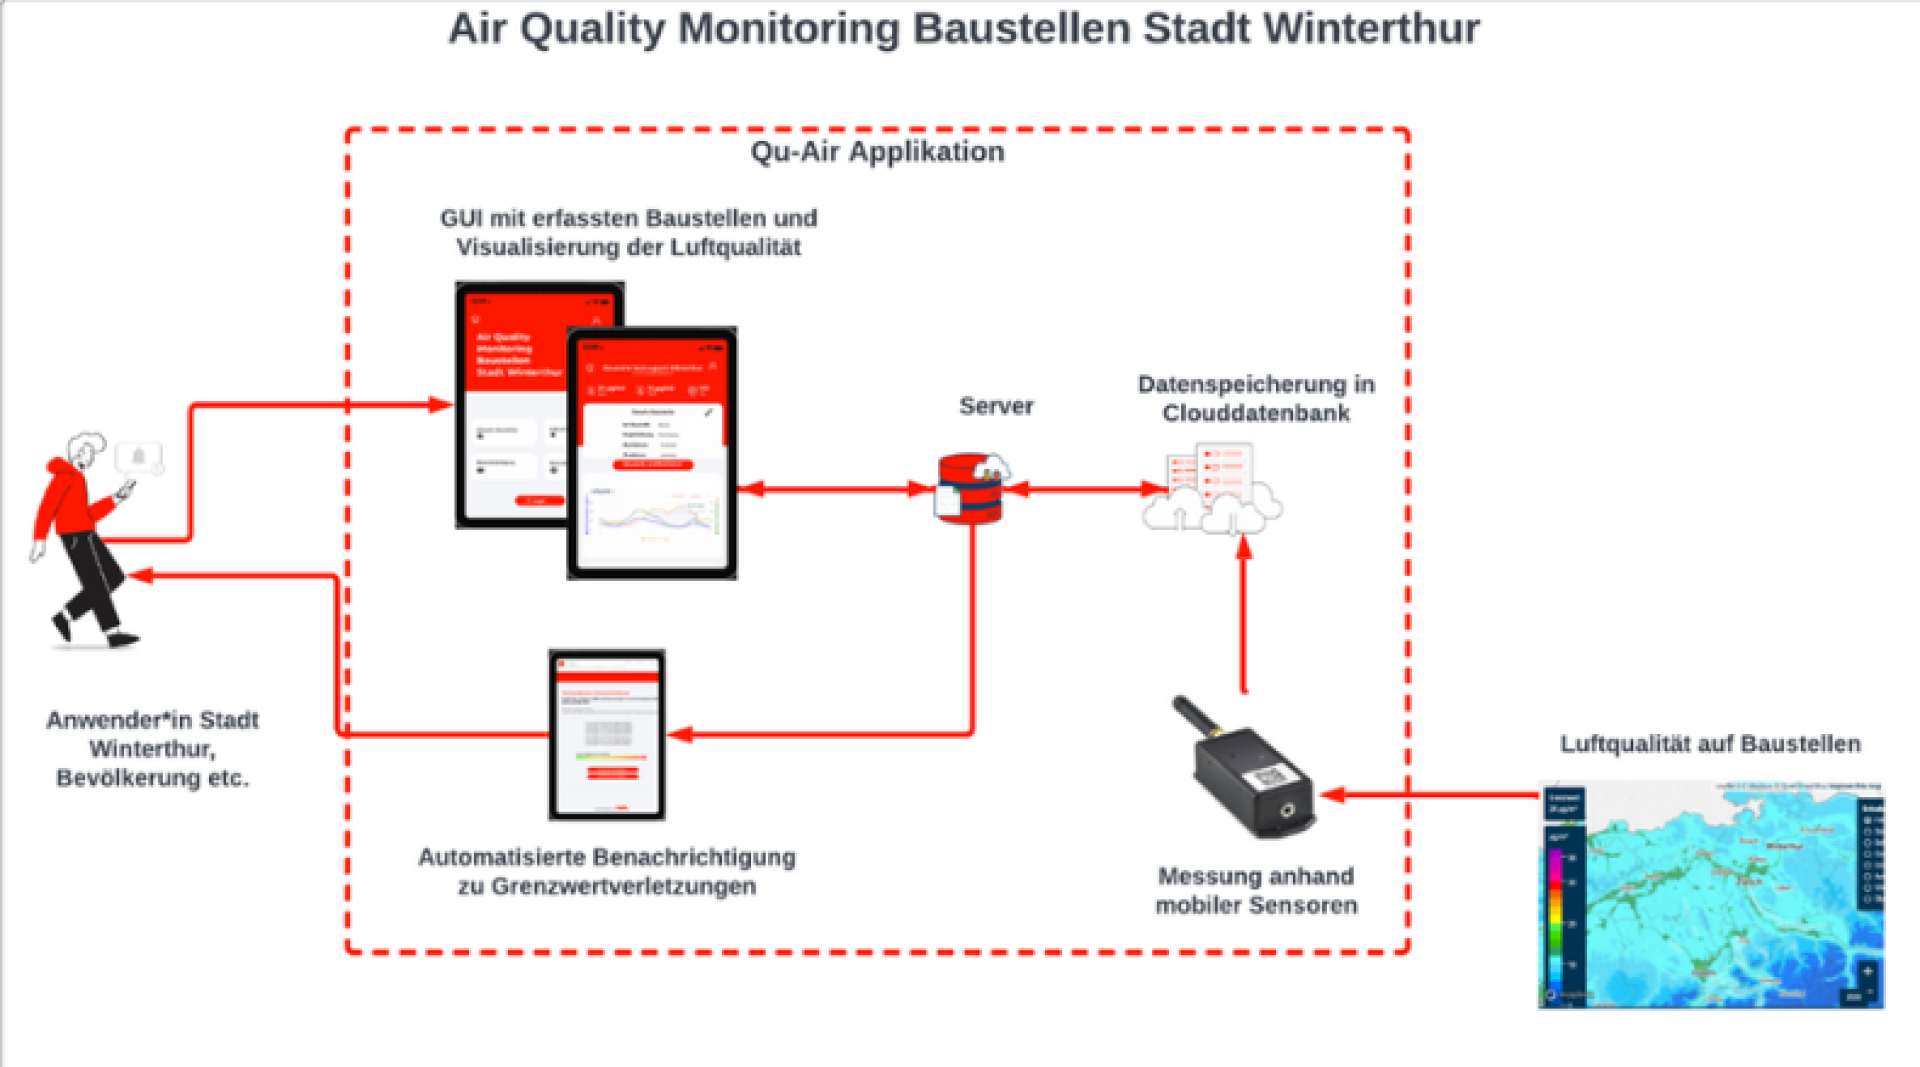 Air Quality Monitoring Baustellen Stadt Winterthur
Qu-Air Applikation
GUI mit erfassten Baustellen und
Visualisierung der Luftqualität
Air Quality
Monitoring
Baustellen
Stadt Winterthur
Server
Datenspeicherung in
Clouddatenbank
Anwender*in Stadt
Winterthur,
Bevölkerung etc.
Automatisierte Benachrichtigung
zu Grenzwertverletzungen
Messung anhand
mobiler Sensoren
Luftqualität auf Baustellen
Winterthur